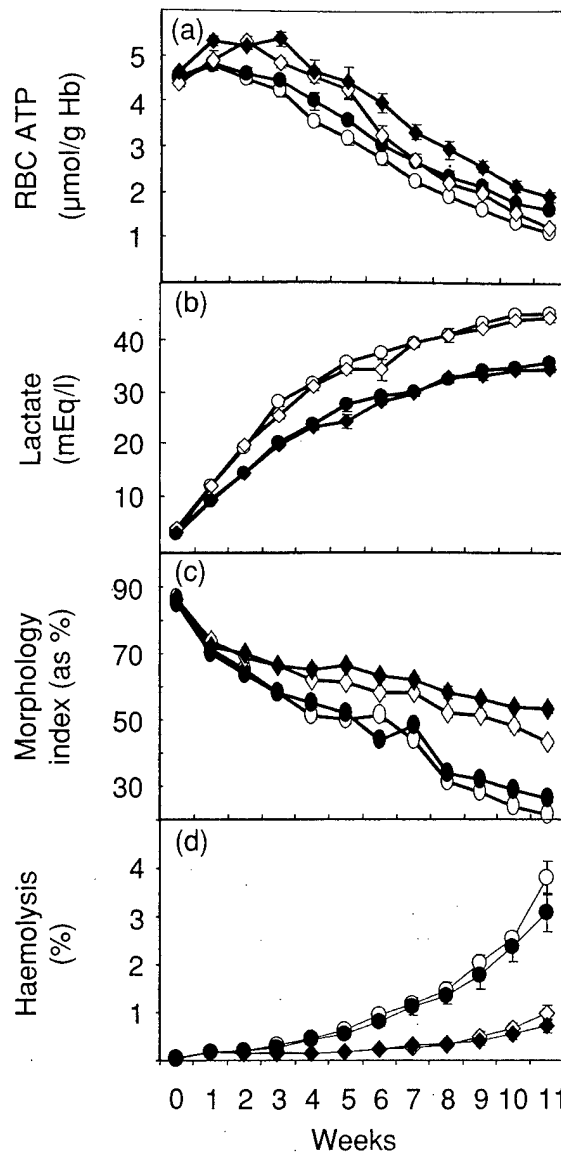 (a)
RBC ATP
(μmol/g Hb)
5
4
3
2
1
(b)
Lactate
(mEq/l)
40
30
20
10
(c)
Morphology
index (as %)
90
70
50
30
(d)
Haemolysis
(%)
4
3
2
1
0 1 2 3 4 5 6 7 8 9 10 11
Weeks